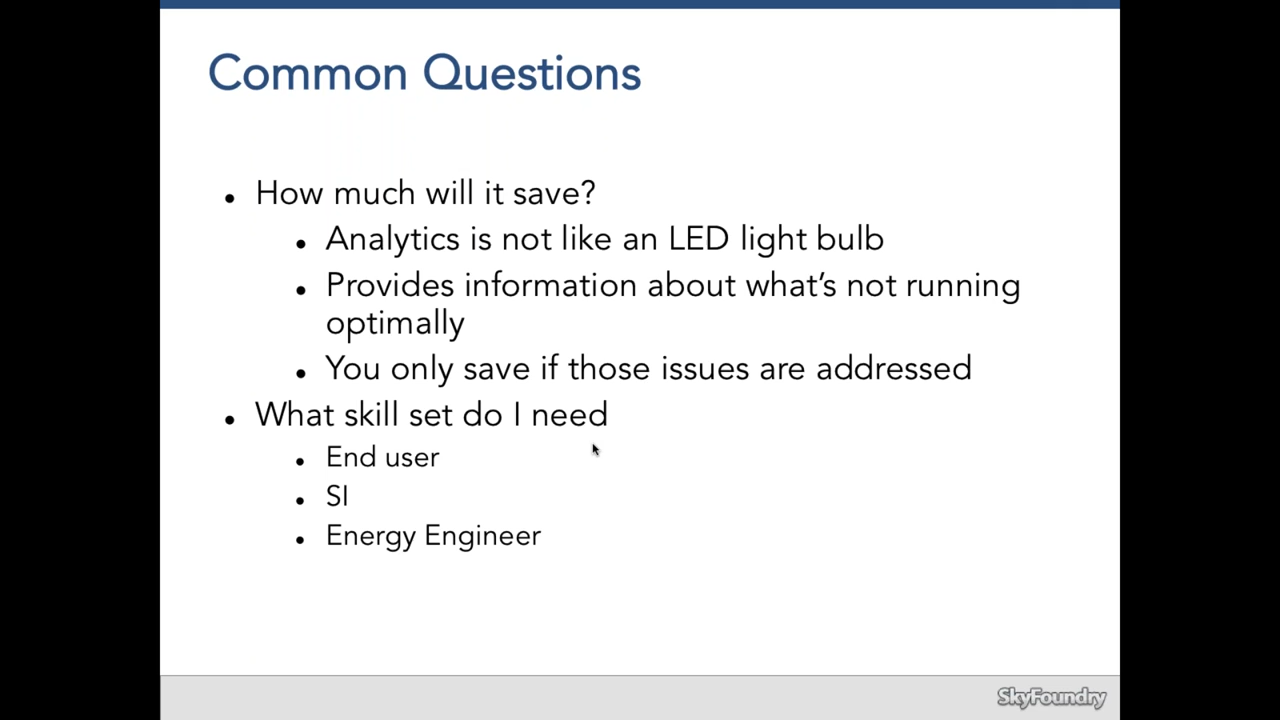 Common Questions
How much will it save?
Analytics is not like an LED light bulb
Provides information about what's not running
optimally
You only save if those issues are addressed
What skill set do I need
End user
SI
Energy Engineer
SkyFoundry